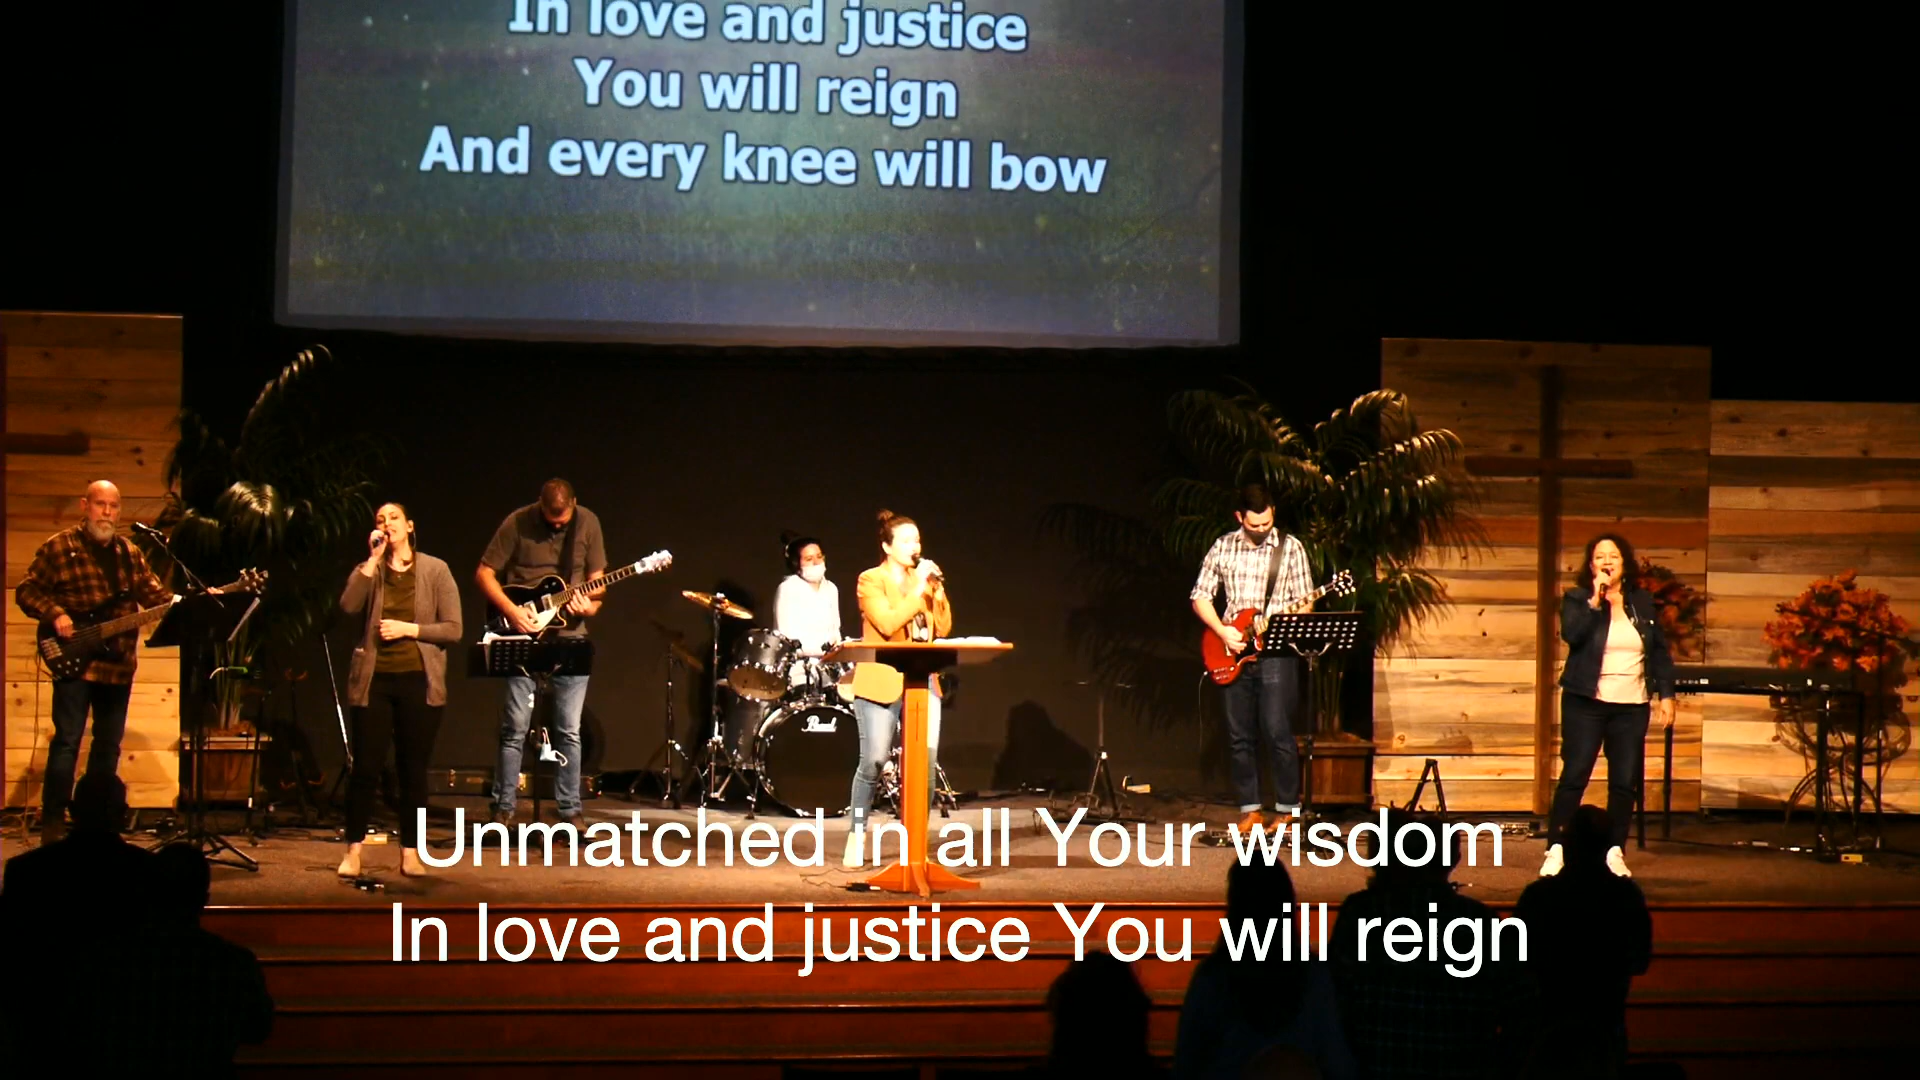 In love and justice
You will reign
And every knee will bow
Pearl
Unmatched in all Your wisdom
In love and justice You will reign